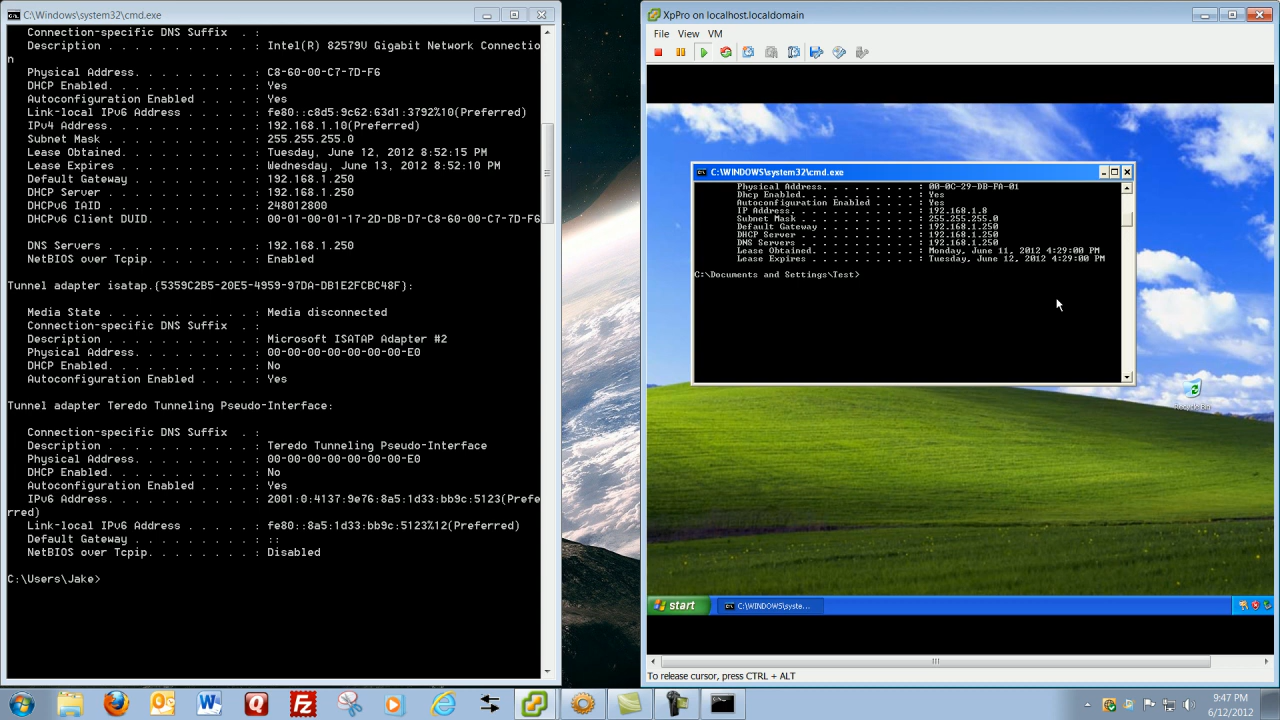 C:\Windows\system32\cmd.exe
Connection-specific DNS Suffix . :
Description . . . . . . . . . . . : Intel(R) 82579V Gigabit Network Connectio
n
Physical Address. . . . . . . . . : C8-60-00-C7-7D-F6
DHCP Enabled. . . . . . . . . . . : Yes
Autoconfiguration Enabled . . . . : Yes
Link-local IPv6 Address . . . . . : fe80::c8d5:9c62:63d1:3792%10(Preferred)
IPv4 Address. . . . . . . . . . . : 192.168.1.10(Preferred)
Subnet Mask . . . . . . . . . . . : 255.255.255.0
Lease Obtained. . . . . . . . . . : Tuesday, June 12, 2012 8:52:15 PM
Lease Expires . . . . . . . . . . : Wednesday, June 13, 2012 8:52:10 PM
Default Gateway . . . . . . . . . : 192.168.1.250
DHCP Server . . . . . . . . . . . : 192.168.1.250
DHCPv6 IAID . . . . . . . . . . . : 248012800
DHCPv6 Client DUID. . . . . . . . : 00-01-00-01-17-2D-DB-D7-C8-60-00-C7-7D-F6
DNS Servers . . . . . . . . . . . : 192.168.1.250
NetBIOS over Tcpip. . . . . . . . : Enabled
Tunnel adapter isatap.{5359C2B5-20E5-4993-97DA-DB1E2FCBC48F}:
Media State . . . . . . . . . . . : Media disconnected
Connection-specific DNS Suffix . :
Description . . . . . . . . . . . : Microsoft ISATAP Adapter #2
Physical Address. . . . . . . . . : 00-00-00-00-00-00-00-E0
DHCP Enabled. . . . . . . . . . . : No
Autoconfiguration Enabled . . . . : Yes
Tunnel adapter Teredo Tunneling Pseudo-Interface:
Connection-specific DNS Suffix . :
Description . . . . . . . . . . . : Teredo Tunneling Pseudo-Interface
Physical Address. . . . . . . . . : 00-00-00-00-00-00-00-E0
DHCP Enabled. . . . . . . . . . . : No
Autoconfiguration Enabled . . . . : Yes
IPv6 Address. . . . . . . . . . . : 2001:0:4137:9e76:8a5:1d33:bb9c:5123(Prefe
rred)
Link-local IPv6 Address . . . . . : fe80::8a5:1d33:bb9c:5123%12(Preferred)
Default Gateway . . . . . . . . . : ::
NetBIOS over Tcpip. . . . . . . . : Disabled
C:\Users\Jake>
XpPro on localhost.localdomain
File View VM
C:\WINDOWS\system32\cmd.exe
Physical Address. . . . . . . . . : 00-0C-29-DB-FA-01
Dhcp Enabled. . . . . . . . . . . : Yes
Autoconfiguration Enabled . . . . : Yes
IP Address. . . . . . . . . . . . : 192.168.1.8
Subnet Mask . . . . . . . . . . . : 255.255.255.0
Default Gateway . . . . . . . . . : 192.168.1.250
DHCP Server . . . . . . . . . . . : 192.168.1.250
DNS Servers . . . . . . . . . . . : 192.168.1.250
Lease Obtained. . . . . . . . . . : Monday, June 11, 2012 4:29:00 PM
Lease Expires . . . . . . . . . . : Tuesday, June 12, 2012 4:29:00 PM
C:\Documents and Settings\Test>
Recycle Bin
start
C:\WINDOWS\syste...
To release cursor, press CTRL + ALT
9:47 PM
6/12/2012